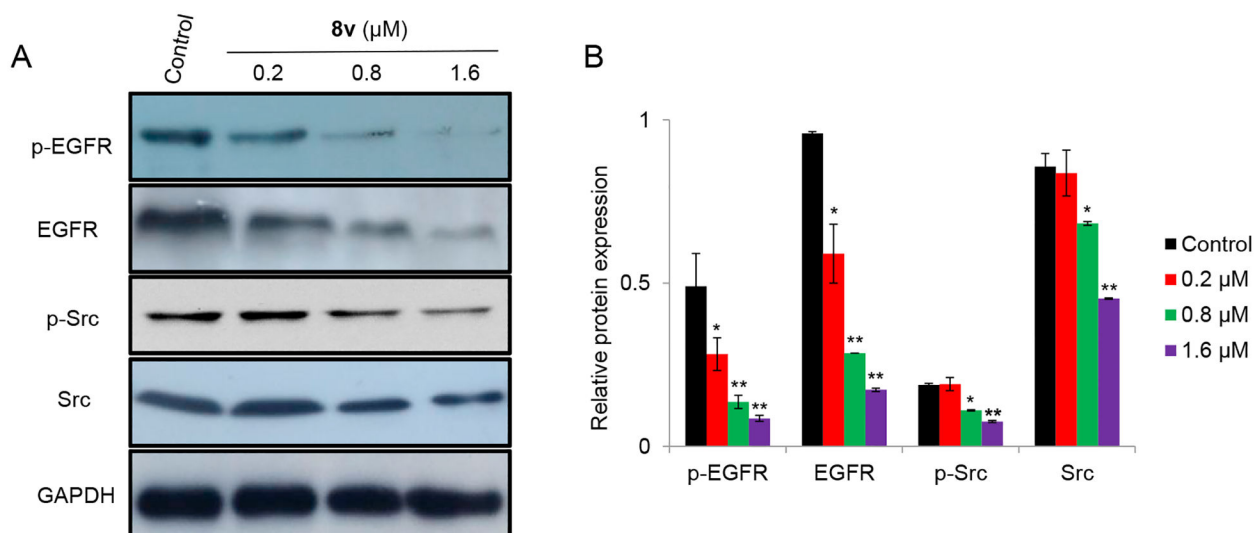 A
Control
8v (µM)
0.2 0.8 1.6
p-EGFR
EGFR
p-Src
Src
GAPDH
B
Relative protein expression
1
0.5
0
* ** **
* ** **
* **
* **
p-EGFR EGFR p-Src Src
Control
0.2 µM
0.8 µM
1.6 µM